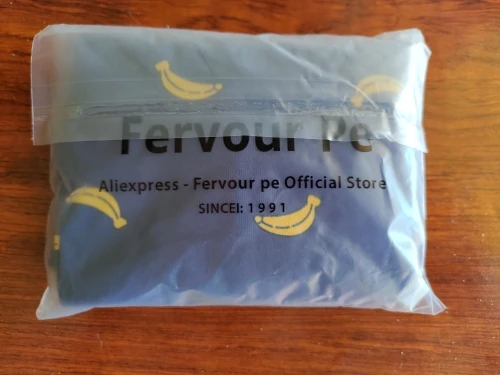 Fervour Pe
Aliexpress - Fervour pe Official Store
SINCEI: 1991